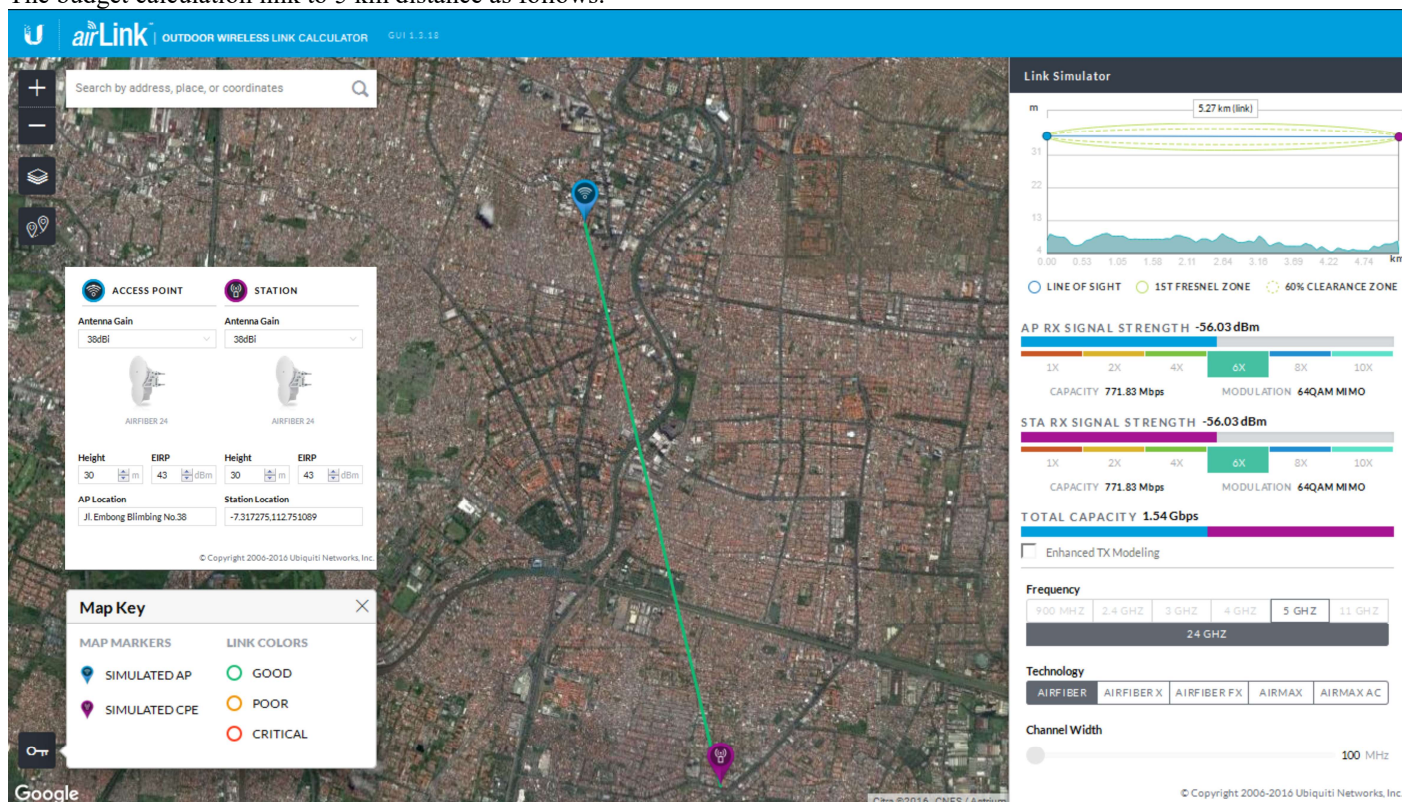 The budget calculation link to 5 km distance as follows:
airLink | OUTDOOR WIRELESS LINK CALCULATOR GUI 1.3.18
Search by address, place, or coordinates
ACCESS POINT STATION
Antenna Gain Antenna Gain
38dBi 38dBi
AIRFIBER 24 AIRFIBER 24
Height EIRP Height EIRP
30 m 43 dBm 30 m 43 dBm
AP Location Station Location
Jl. Embong Blimbing No.38 -7.317275,112.751089
© Copyright 2006-2016 Ubiquiti Networks, Inc.
Map Key
MAP MARKERS LINK COLORS
SIMULATED AP GOOD
SIMULATED CPE POOR
CRITICAL
Google
Citra ©2016, CNES / Astrium
Link Simulator
m 5.27 km (link)
31
22
13
4
0.00 0.53 1.05 1.58 2.11 2.64 3.16 3.69 4.22 4.74 km
LINE OF SIGHT 1ST FRESNEL ZONE 60% CLEARANCE ZONE
AP RX SIGNAL STRENGTH -56.03 dBm
1X 2X 4X 6X 8X 10X
CAPACITY 771.83 Mbps MODULATION 64QAM MIMO
STA RX SIGNAL STRENGTH -56.03 dBm
1X 2X 4X 6X 8X 10X
CAPACITY 771.83 Mbps MODULATION 64QAM MIMO
TOTAL CAPACITY 1.54 Gbps
Enhanced TX Modeling
Frequency
900 MHZ 2.4 GHZ 3 GHZ 4 GHZ 5 GHZ 11 GHZ
24 GHZ
Technology
AIRFIBER AIRFIBER X AIRFIBER FX AIRMAX AIRMAX AC
Channel Width
100 MHz
© Copyright 2006-2016 Ubiquiti Networks, Inc.